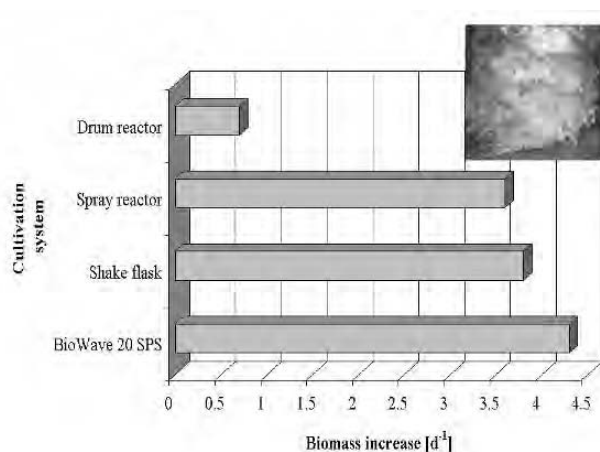 Cultivation
system
Drum reactor
Spray reactor
Shake flask
BioWave 20 SPS
0 0.5 1 1.5 2 2.5 3 3.5 4 4.5
Biomass increase [d⁻¹]